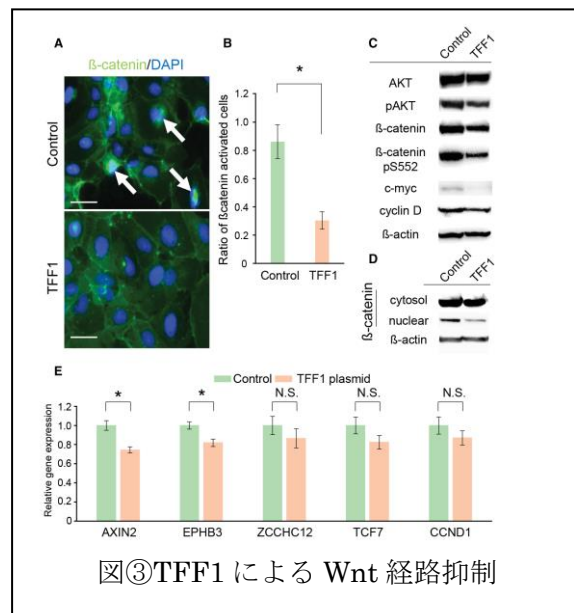 A
ß-catenin/DAPI
Control
TFF1
B
*
Ratio of ßcatenin activated cells
1.0
0.8
0.6
0.4
0.2
0
Control
TFF1
C
Control
TFF1
AKT
pAKT
ß-catenin
ß-catenin
pS552
c-myc
cyclin D
ß-actin
D
Control
TFF1
ß-catenin
cytosol
nuclear
ß-actin
E
Control TFF1 plasmid
* * N.S. N.S. N.S.
Relative gene expression
1.2
1.0
0.8
0.6
0.4
0.2
0
AXIN2 EPHB3 ZCCHC12 TCF7 CCND1
図③TFF1 による Wnt 経路抑制